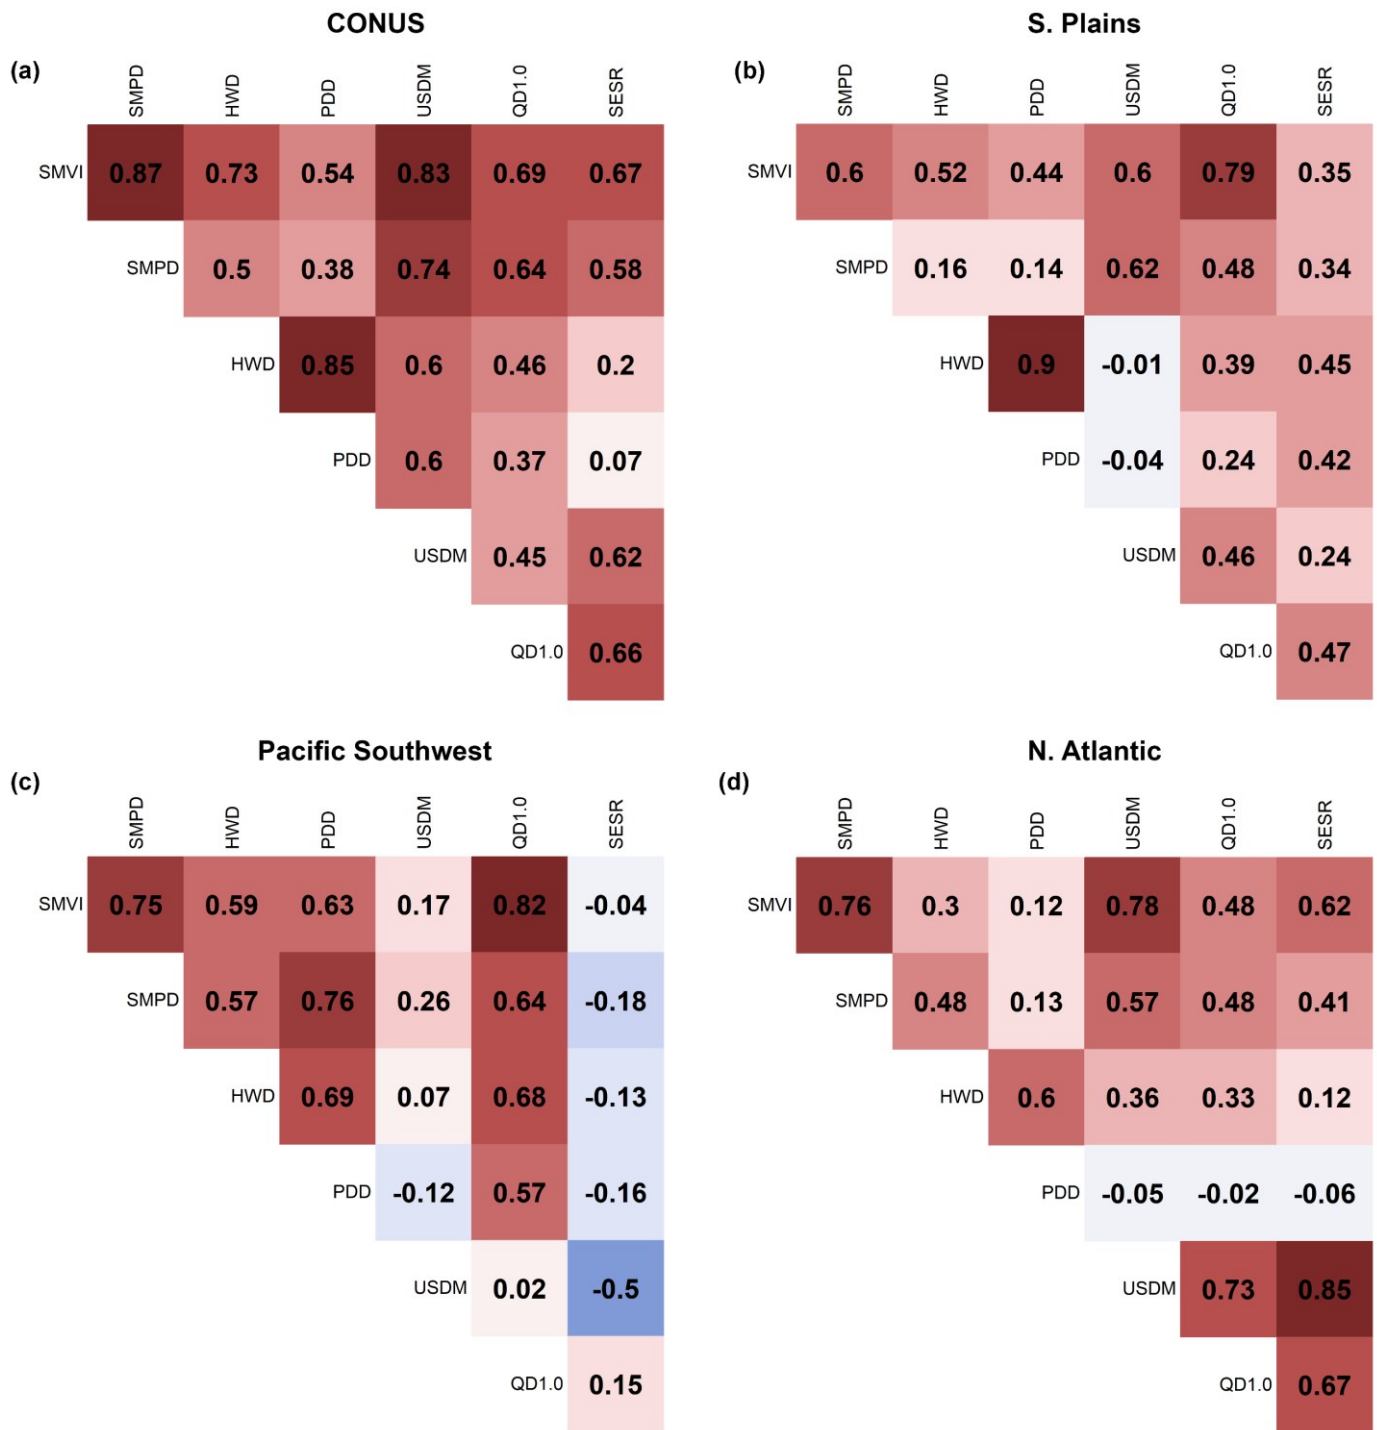 CONUS
(a)
SMPD HWD PDD USDM QD1.0 SESR
SMVI 0.87 0.73 0.54 0.83 0.69 0.67
SMPD 0.5 0.38 0.74 0.64 0.58
HWD 0.85 0.6 0.46 0.2
PDD 0.6 0.37 0.07
USDM 0.45 0.62
QD1.0 0.66
S. Plains
(b)
SMPD HWD PDD USDM QD1.0 SESR
SMVI 0.6 0.52 0.44 0.6 0.79 0.35
SMPD 0.16 0.14 0.62 0.48 0.34
HWD 0.9 -0.01 0.39 0.45
PDD -0.04 0.24 0.42
USDM 0.46 0.24
QD1.0 0.47
Pacific Southwest
(c)
SMPD HWD PDD USDM QD1.0 SESR
SMVI 0.75 0.59 0.63 0.17 0.82 -0.04
SMPD 0.57 0.76 0.26 0.64 -0.18
HWD 0.69 0.07 0.68 -0.13
PDD -0.12 0.57 -0.16
USDM 0.02 -0.5
QD1.0 0.15
N. Atlantic
(d)
SMPD HWD PDD USDM QD1.0 SESR
SMVI 0.76 0.3 0.12 0.78 0.48 0.62
SMPD 0.48 0.13 0.57 0.48 0.41
HWD 0.6 0.36 0.33 0.12
PDD -0.05 -0.02 -0.06
USDM 0.73 0.85
QD1.0 0.67